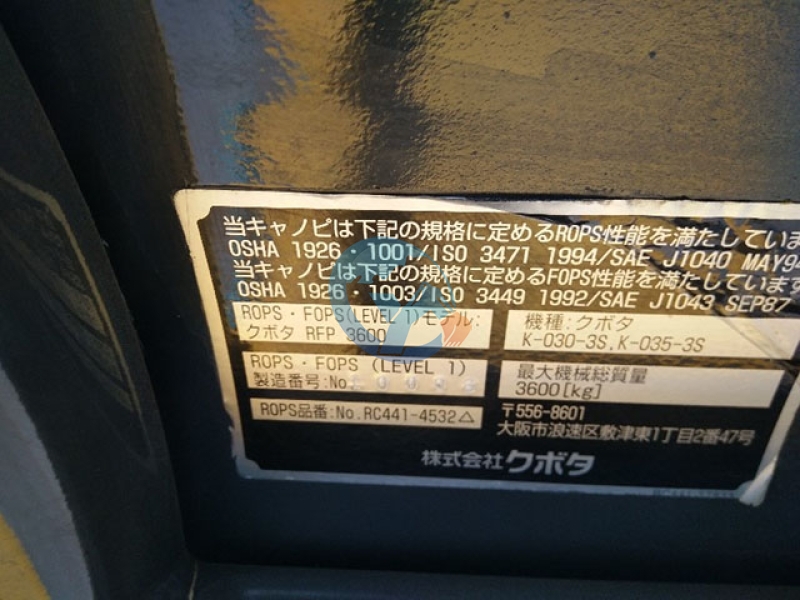 当キャノピは下記の規格に定めるROPS性能を満たしていま
OSHA 1926・1001/ISO 3471 1994/SAE J1040 MAY94
当キャノピは下記の規格に定めるFOPS性能を満たしています
OSHA 1926・1003/ISO 3449 1992/SAE J1043 SEP87
ROPS・FOPS(LEVEL 1)モデル:
クボタ RFP 3600
機種:クボタ
K-030-3S,K-035-3S
ROPS・FOPS (LEVEL 1)
製造番号:No
最大機械総質量
3600[kg]
ROPS品番:No.RC441-4532△
〒556-8601
大阪市浪速区敷津東1丁目2番47号
株式会社クボタ